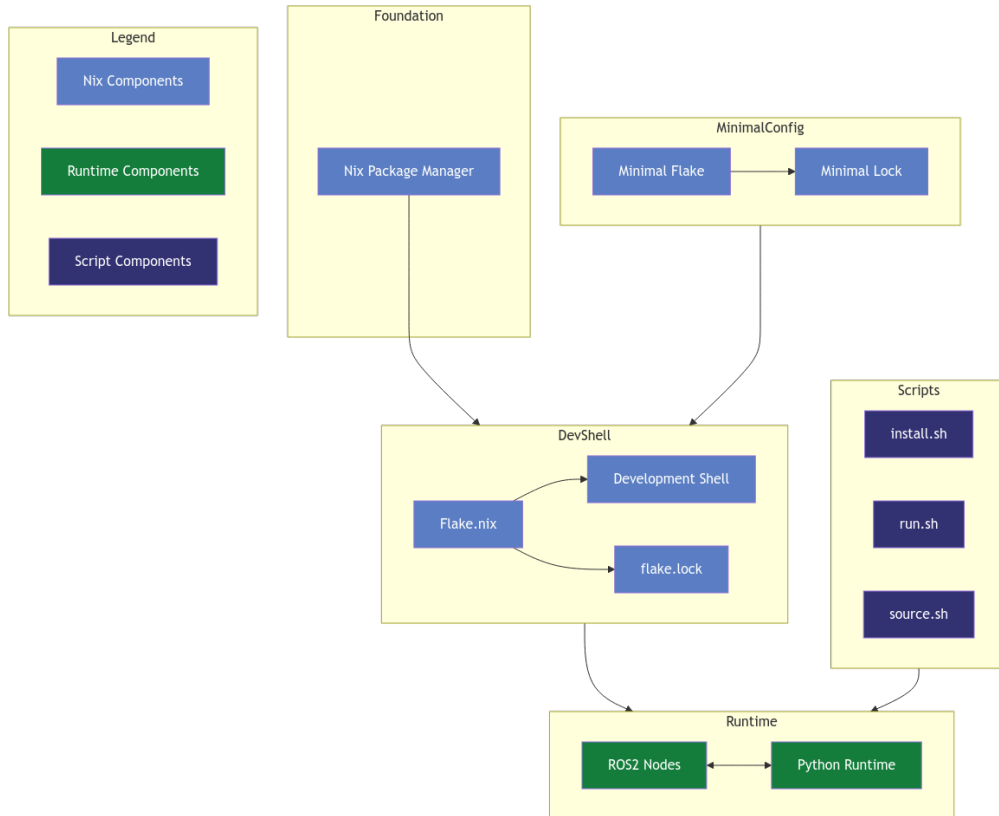 Legend
Nix Components
Runtime Components
Script Components
Foundation
Nix Package Manager
MinimalConfig
Minimal Flake
Minimal Lock
DevShell
Flake.nix
Development Shell
flake.lock
Scripts
install.sh
run.sh
source.sh
Runtime
ROS2 Nodes
Python Runtime